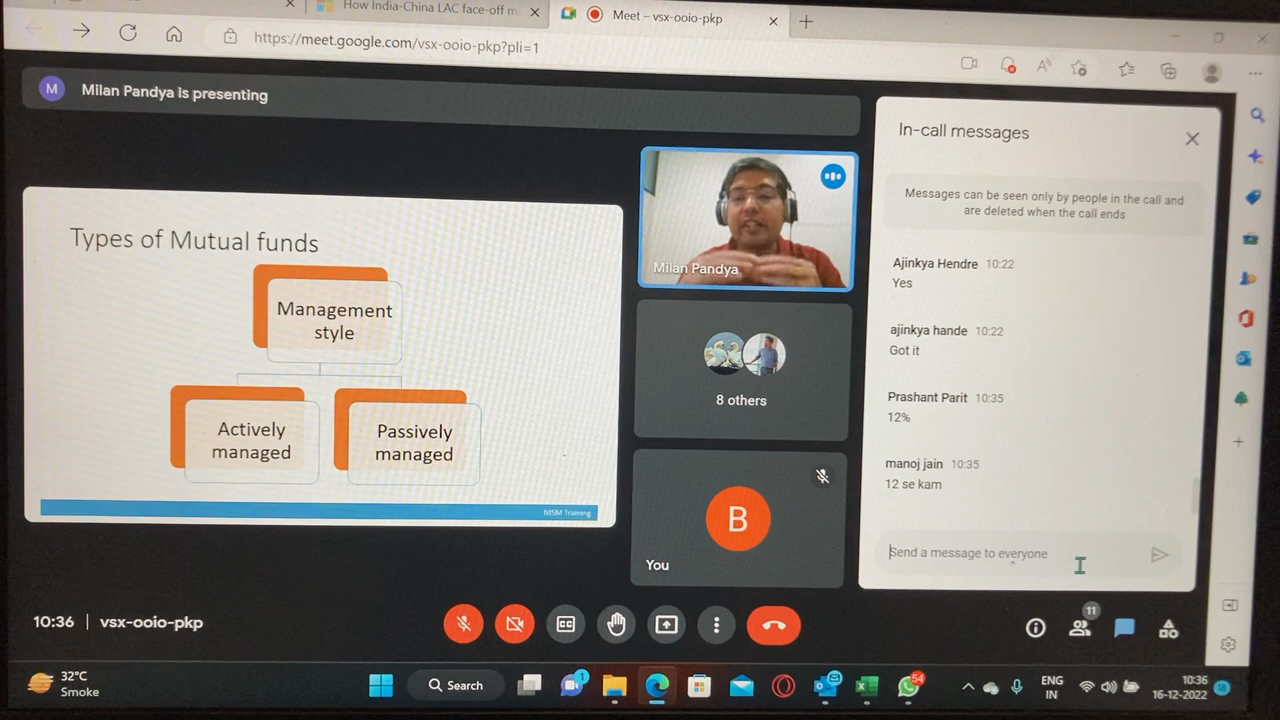 How India-China LAC face-off m
Meet – vsx-ooio-pkp
https://meet.google.com/vsx-ooio-pkp?pli=1
M
Milan Pandya is presenting
Types of Mutual funds
Management
style
Actively
managed
Passively
managed
NISM Training
Milan Pandya
8 others
B
You
In-call messages
Messages can be seen only by people in the call and
are deleted when the call ends
Ajinkya Hendre 10:22
Yes
ajinkya hande 10:22
Got it
Prashant Parit 10:35
12%
manoj jain 10:35
12 se kam
Send a message to everyone
10:36 | vsx-ooio-pkp
11
32°C
Smoke
Search
1
54
ENG
IN
10:36
16-12-2022